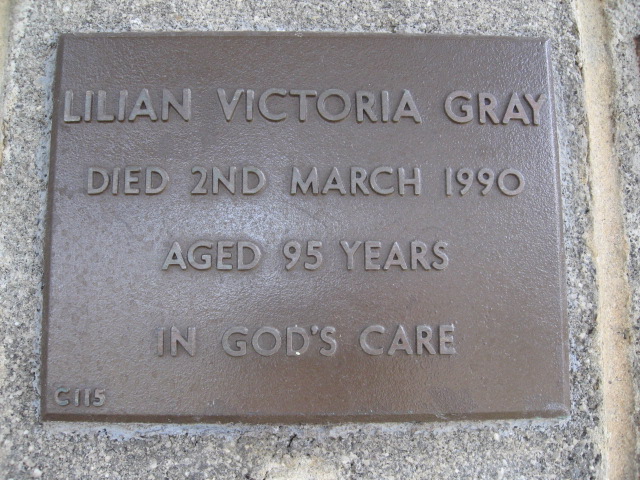 LILIAN VICTORIA GRAY
DIED 2ND MARCH 1990
AGED 95 YEARS
IN GOD'S CARE
C115